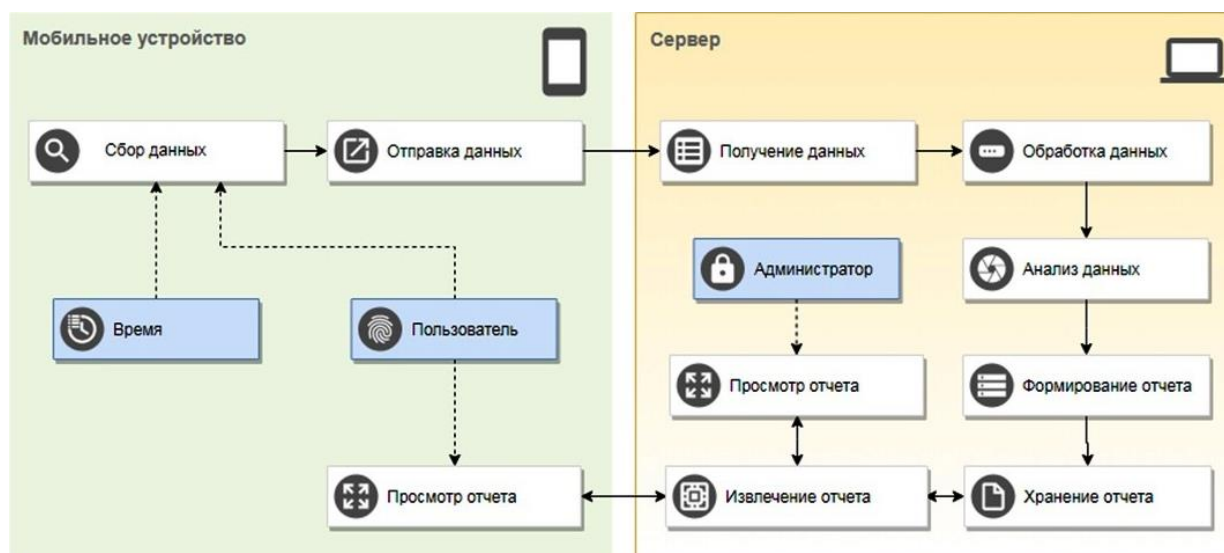 Мобильное устройство
Сервер
Сбор данных
Отправка данных
Получение данных
Обработка данных
Администратор
Анализ данных
Время
Пользователь
Просмотр отчета
Формирование отчета
Просмотр отчета
Извлечение отчета
Хранение отчета